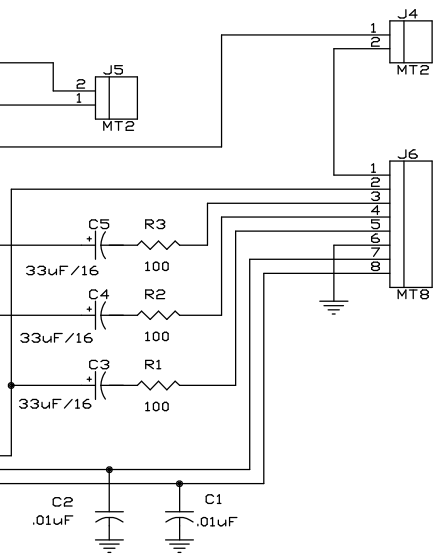 J4
1
2
MT2
J5
2
1
MT2
J6
1
2
3
4
5
6
7
8
MT8
C5
R3
+
33uF/16
100
C4
R2
+
33uF/16
100
C3
R1
+
33uF/16
100
C2
.01uF
C1
.01uF